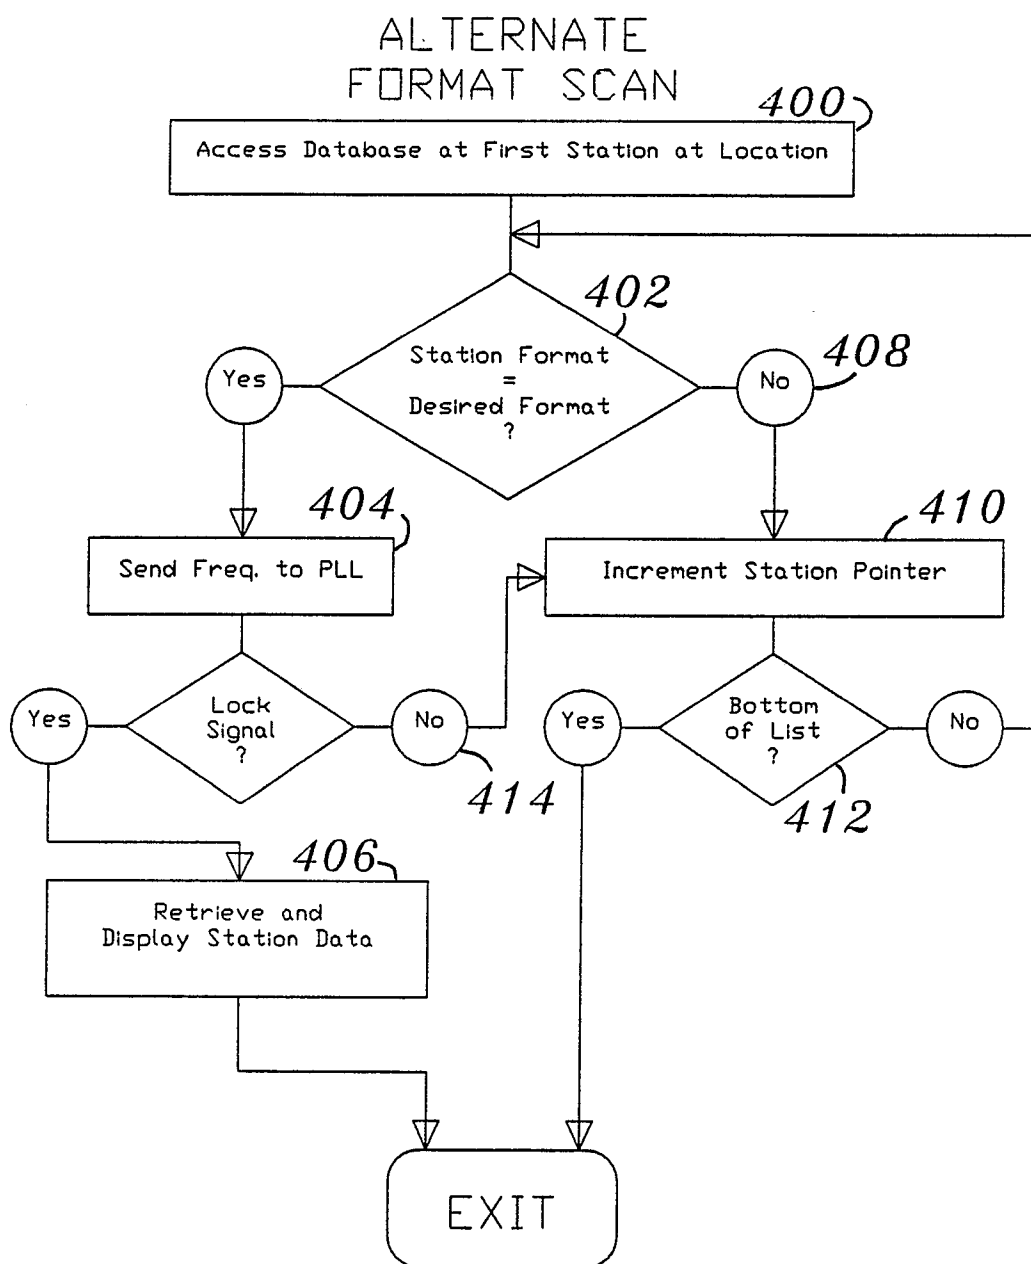 ALTERNATE
FORMAT SCAN
400
Access Database at First Station at Location
402
Station Format
=
Desired Format
?
Yes
No
408
404
Send Freq. to PLL
410
Increment Station Pointer
Yes
Lock
Signal
?
No
414
Yes
Bottom
of List
?
No
412
406
Retrieve and
Display Station Data
EXIT